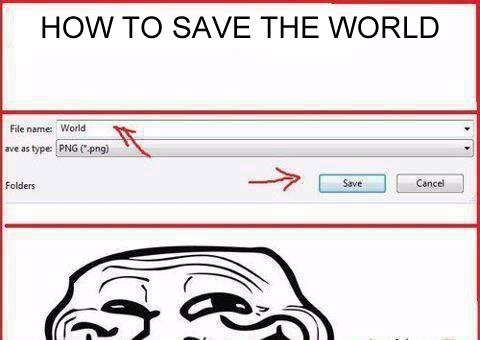 HOW TO SAVE THE WORLD
File name: World
ave as type: PNG (*.png)
Folders Save Cancel